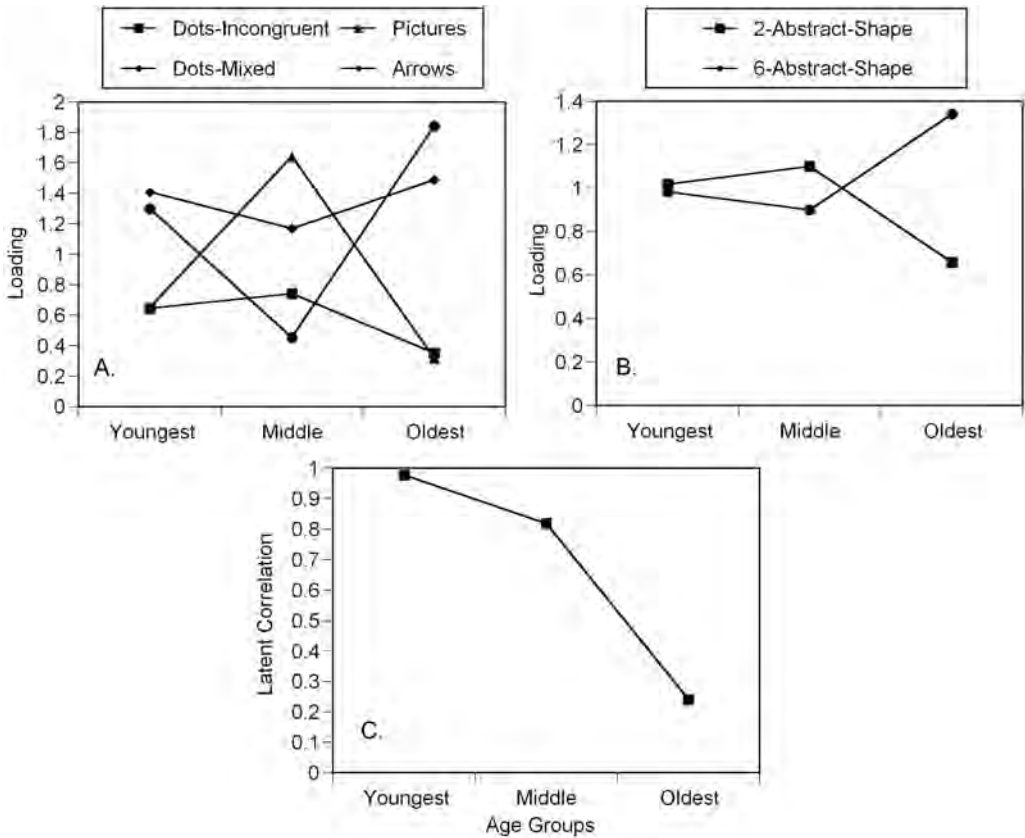 Dots-Incongruent Pictures
Dots-Mixed Arrows
2-Abstract-Shape
6-Abstract-Shape
2
1.8
1.6
1.4
1.2
1
0.8
0.6
0.4
0.2
0
Loading
A.
Youngest Middle Oldest
1.4
1.2
1
0.8
0.6
0.4
0.2
0
Loading
B.
Youngest Middle Oldest
1
0.9
0.8
0.7
0.6
0.5
0.4
0.3
0.2
0.1
0
Latent Correlation
C.
Youngest Middle Oldest
Age Groups